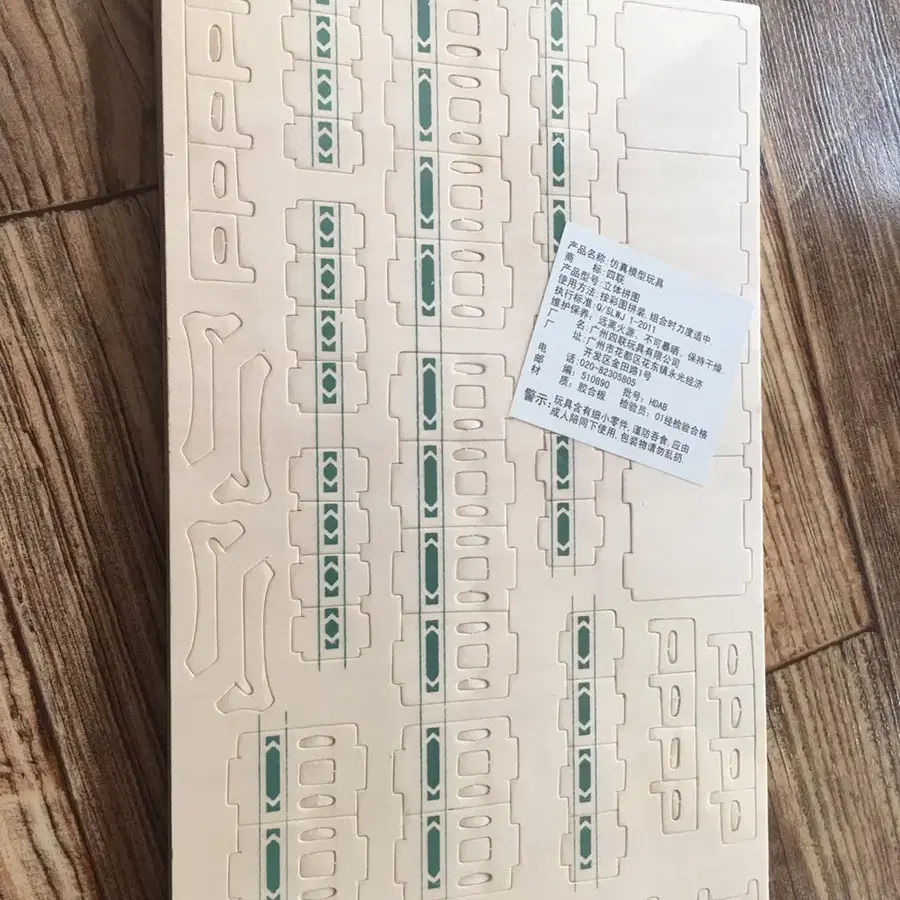 产品名称:仿真模型玩具
商 标:四联
产品型号:立体拼图
使用方法:按彩图拼装,组合时力度适中
执行标准:Q/SLWJ 1-2011
维护保养:远离火源、不可暴晒、保持干燥
厂 名:广州四联玩具有限公司
厂 址:广州市花都区花东镇永光经济
开发区金田路1号
电 话:020-82305805
邮 编:510890 批号:HDAB
材 质:胶合板 检验员:01经检验合格
警示:玩具含有细小零件,谨防吞食,应由
成人陪同下使用,包装物请勿乱扔.